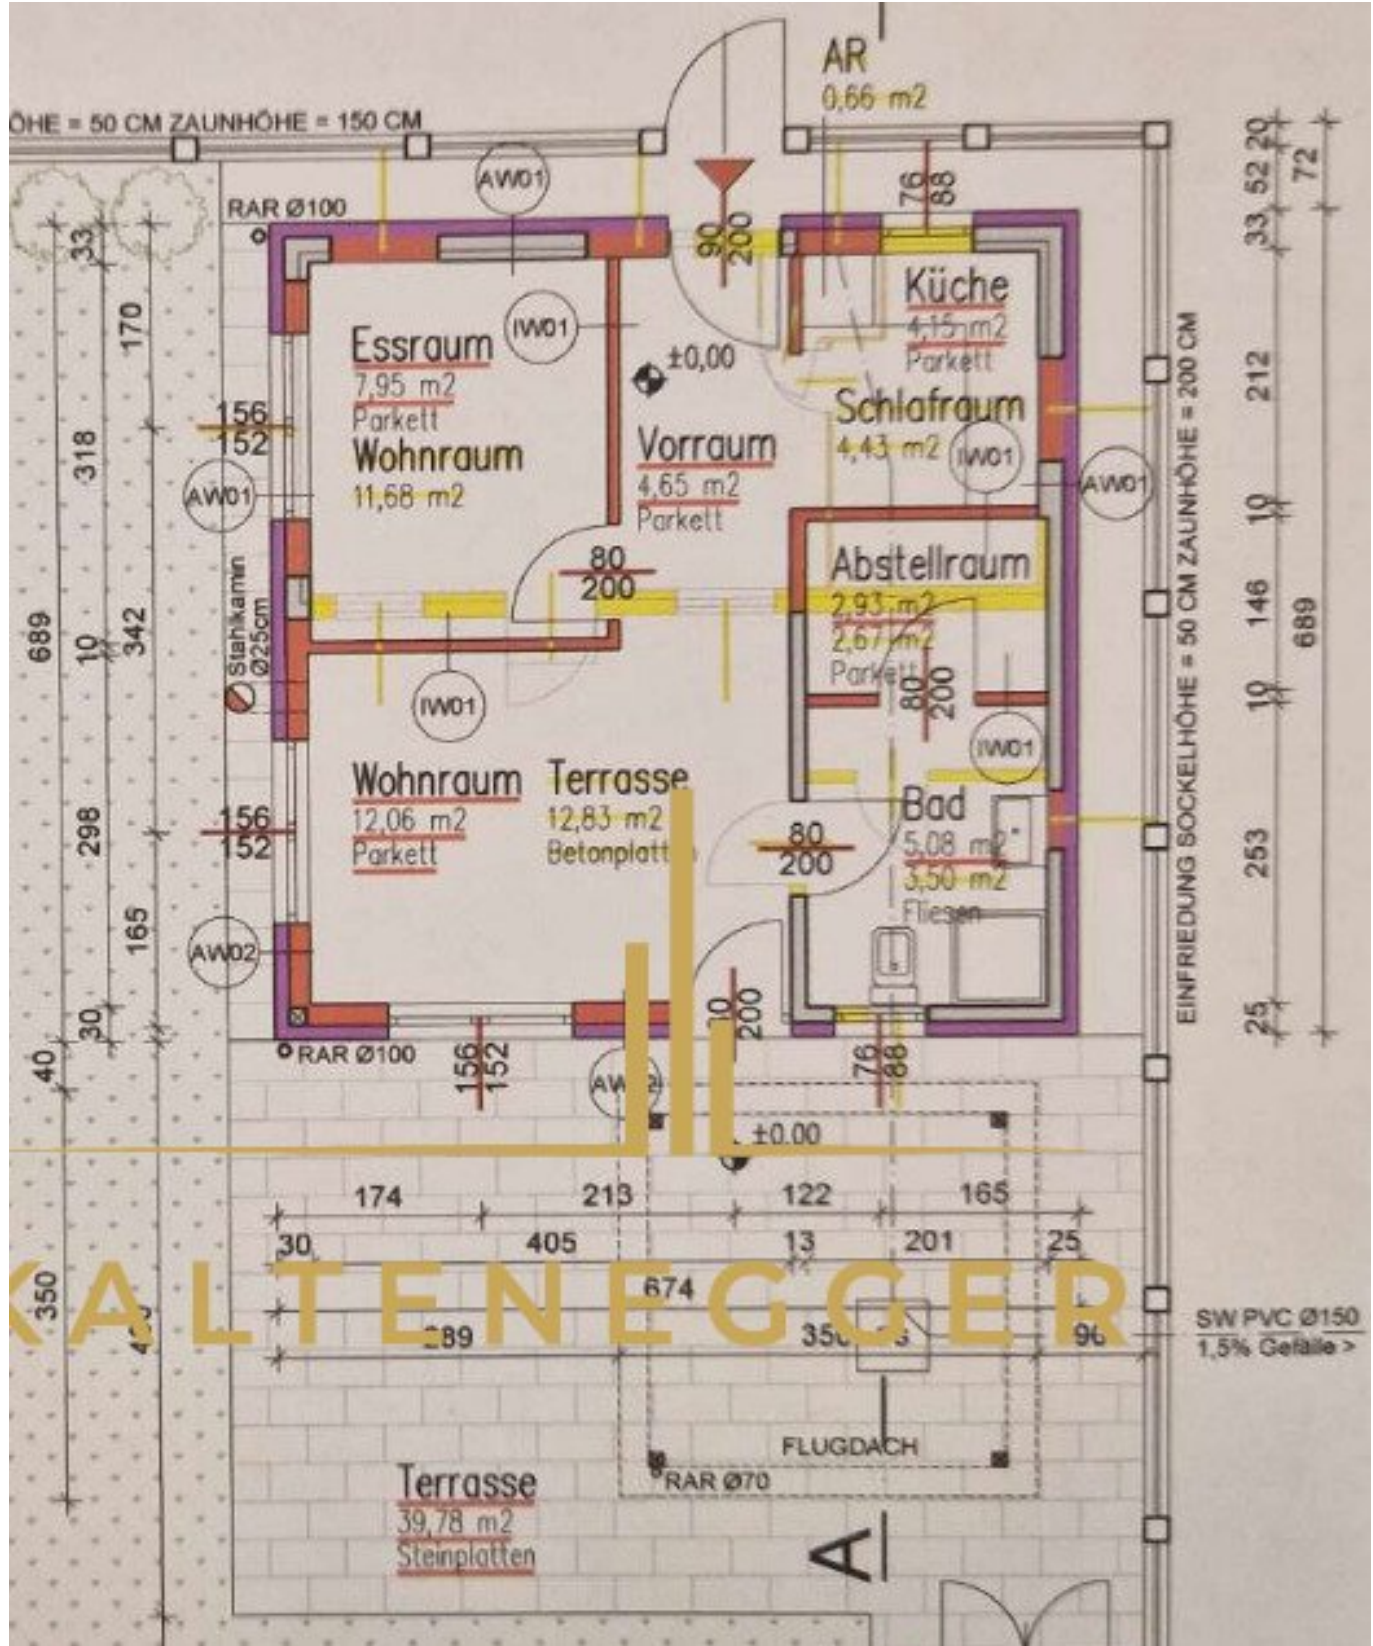 AR
0,66 m2
ÖHE = 50 CM ZAUNHÖHE = 150 CM
AW01
RAR Ø100
76
88
90
200
20
52
72
33
33
170
Küche
4,15 m2
Parkett
IW01
Essraum
7,95 m2
Parkett
±0,00
Schlafraum
4,43 m2
IW01
156
152
Wohnraum
11,68 m2
Vorraum
4,65 m2
Parkett
AW01
AW01
318
212
10
EINFRIEDUNG SOCKELHÖHE = 50 CM ZAUNHÖHE = 200 CM
80
200
Abstellraum
2,93 m2
2,67 m2
Parkett
80
200
Stahlkamin
Ø25cm
689
10
342
146
689
10
IW01
IW01
Wohnraum
12,06 m2
Parkett
Terrasse
12,83 m2
Betonplatten
Bad
5,08 m2
3,50 m2
Fliesen
156
152
80
200
298
253
165
AW02
200
30
25
RAR Ø100
156
152
76
88
40
±0.00
174
213
122
165
30
405
13
201
25
674
KALTENEGGER
350
90
SW PVC Ø150
1,5% Gefälle >
FLUGDACH
RAR Ø70
Terrasse
39,78 m2
Steinplatten
A